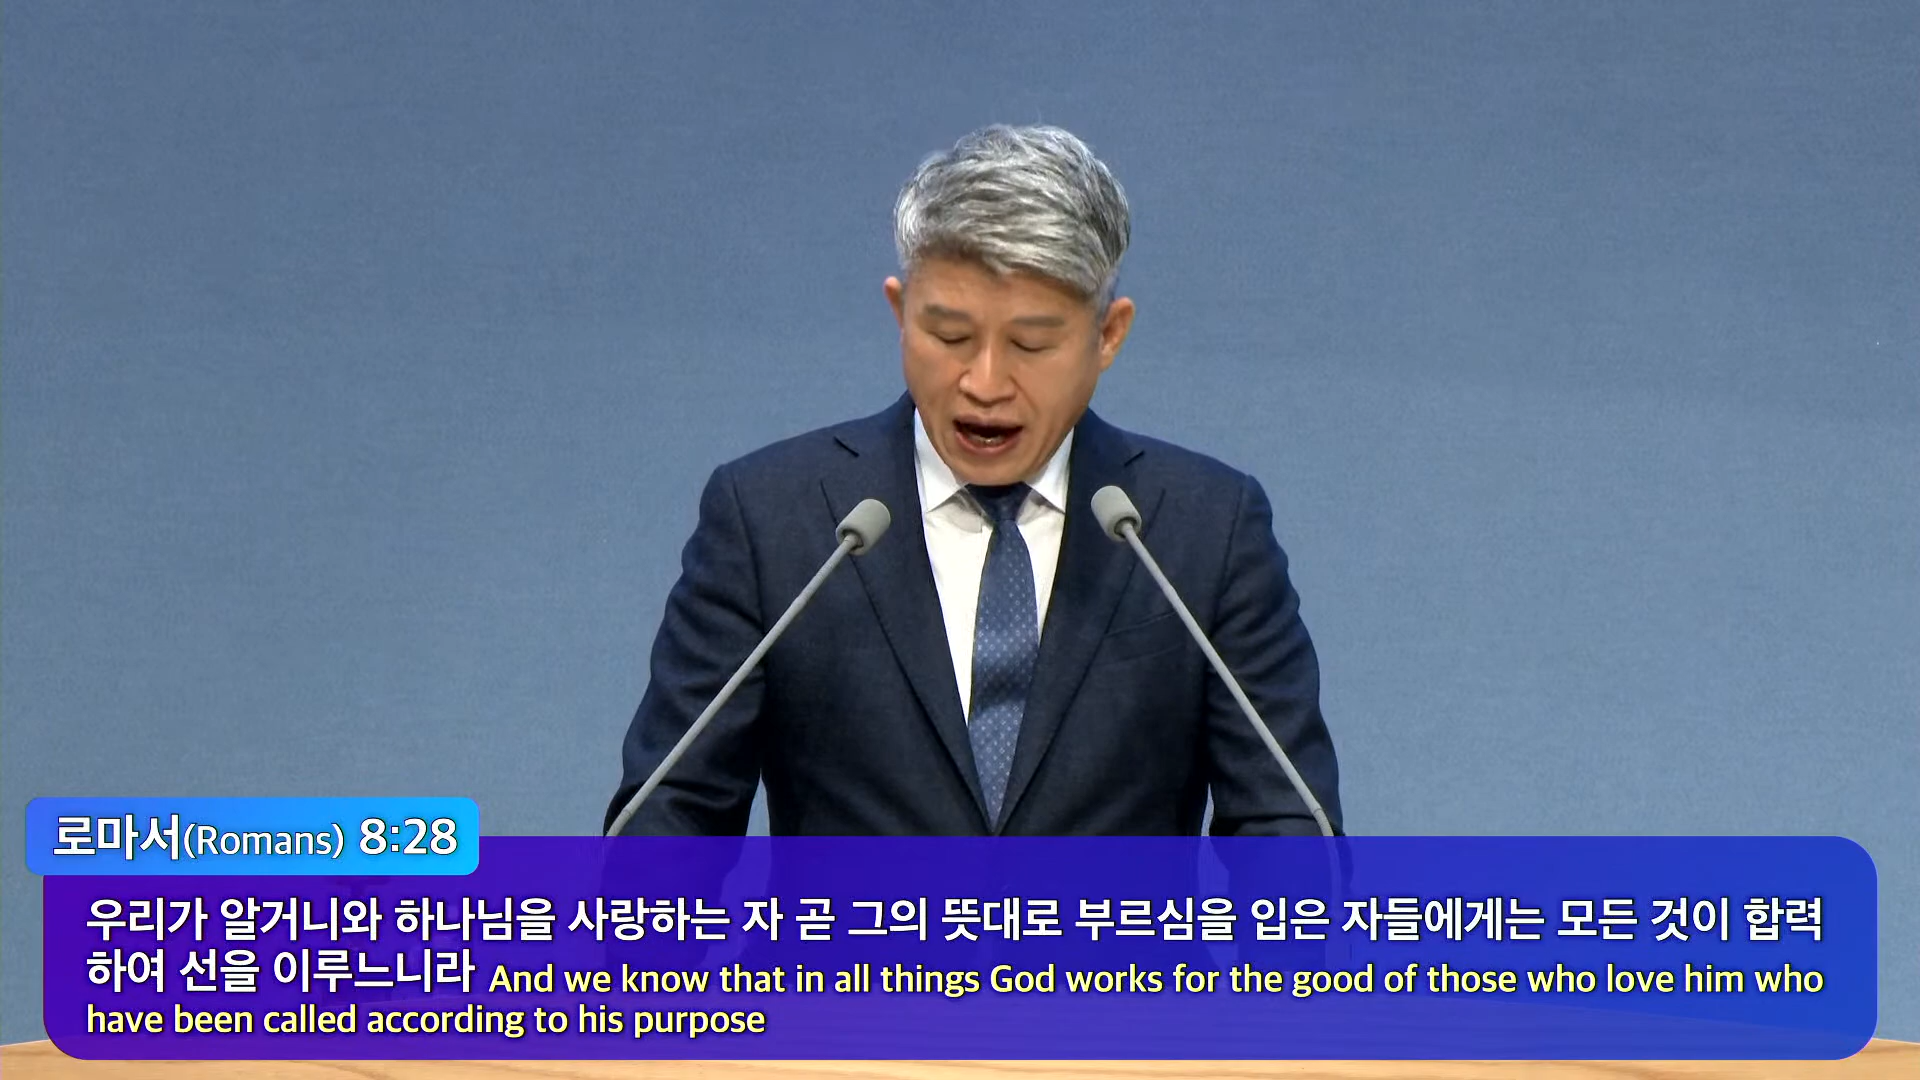 로마서(Romans) 8:28
우리가 알거니와 하나님을 사랑하는 자 곧 그의 뜻대로 부르심을 입은 자들에게는 모든 것이 합력
하여 선을 이루느니라 And we know that in all things God works for the good of those who love him who
have been called according to his purpose